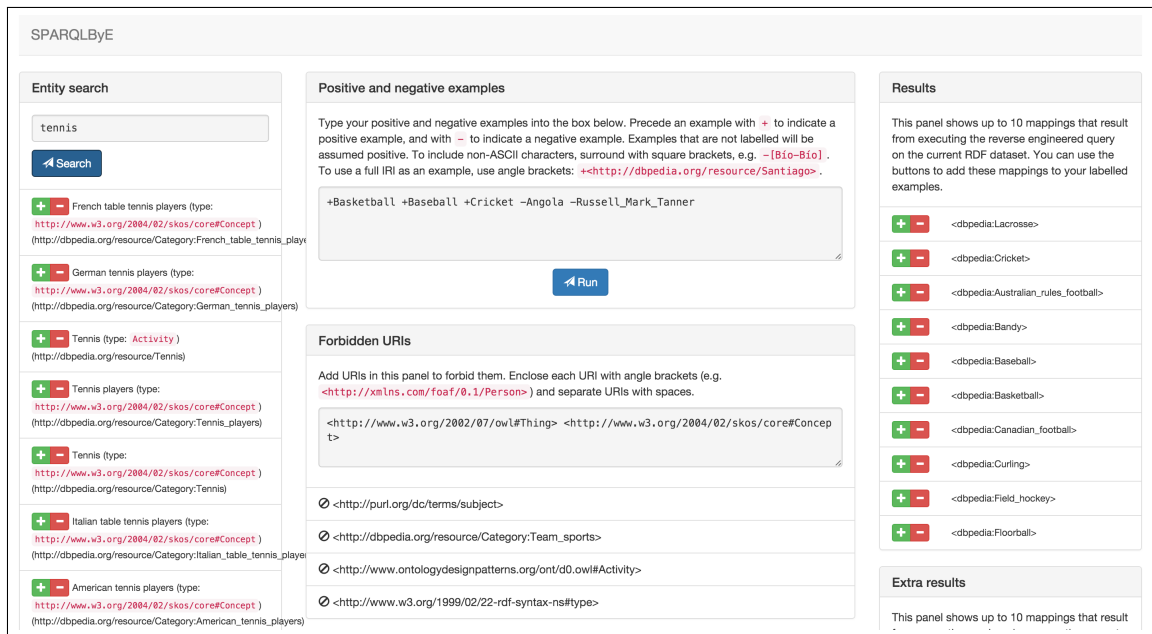 SPARQLByE
Entity search
tennis
Search
French table tennis players (type:
http://www.w3.org/2004/02/skos/core#Concept )
(http://dbpedia.org/resource/Category:French_table_tennis_playe
German tennis players (type:
http://www.w3.org/2004/02/skos/core#Concept )
(http://dbpedia.org/resource/Category:German_tennis_players)
Tennis (type: Activity )
(http://dbpedia.org/resource/Tennis)
Tennis players (type:
http://www.w3.org/2004/02/skos/core#Concept )
(http://dbpedia.org/resource/Category:Tennis_players)
Tennis (type:
http://www.w3.org/2004/02/skos/core#Concept )
(http://dbpedia.org/resource/Category:Tennis)
Italian table tennis players (type:
http://www.w3.org/2004/02/skos/core#Concept )
(http://dbpedia.org/resource/Category:Italian_table_tennis_player
American tennis players (type:
http://www.w3.org/2004/02/skos/core#Concept )
(http://dbpedia.org/resource/Category:American_tennis_players)
Positive and negative examples
Type your positive and negative examples into the box below. Precede an example with + to indicate a
positive example, and with − to indicate a negative example. Examples that are not labelled will be
assumed positive. To include non-ASCII characters, surround with square brackets, e.g. −[Bío−Bío] .
To use a full IRI as an example, use angle brackets: +<http://dbpedia.org/resource/Santiago> .
+Basketball +Baseball +Cricket −Angola −Russell_Mark_Tanner
Run
Forbidden URIs
Add URIs in this panel to forbid them. Enclose each URI with angle brackets (e.g.
<http://xmlns.com/foaf/0.1/Person> ) and separate URIs with spaces.
<http://www.w3.org/2002/07/owl#Thing> <http://www.w3.org/2004/02/skos/core#Concep
t>
<http://purl.org/dc/terms/subject>
<http://dbpedia.org/resource/Category:Team_sports>
<http://www.ontologydesignpatterns.org/ont/d0.owl#Activity>
<http://www.w3.org/1999/02/22-rdf-syntax-ns#type>
Results
This panel shows up to 10 mappings that result
from executing the reverse engineered query
on the current RDF dataset. You can use the
buttons to add these mappings to your labelled
examples.
<dbpedia:Lacrosse>
<dbpedia:Cricket>
<dbpedia:Australian_rules_football>
<dbpedia:Bandy>
<dbpedia:Baseball>
<dbpedia:Basketball>
<dbpedia:Canadian_football>
<dbpedia:Curling>
<dbpedia:Field_hockey>
<dbpedia:Floorball>
Extra results
This panel shows up to 10 mappings that result